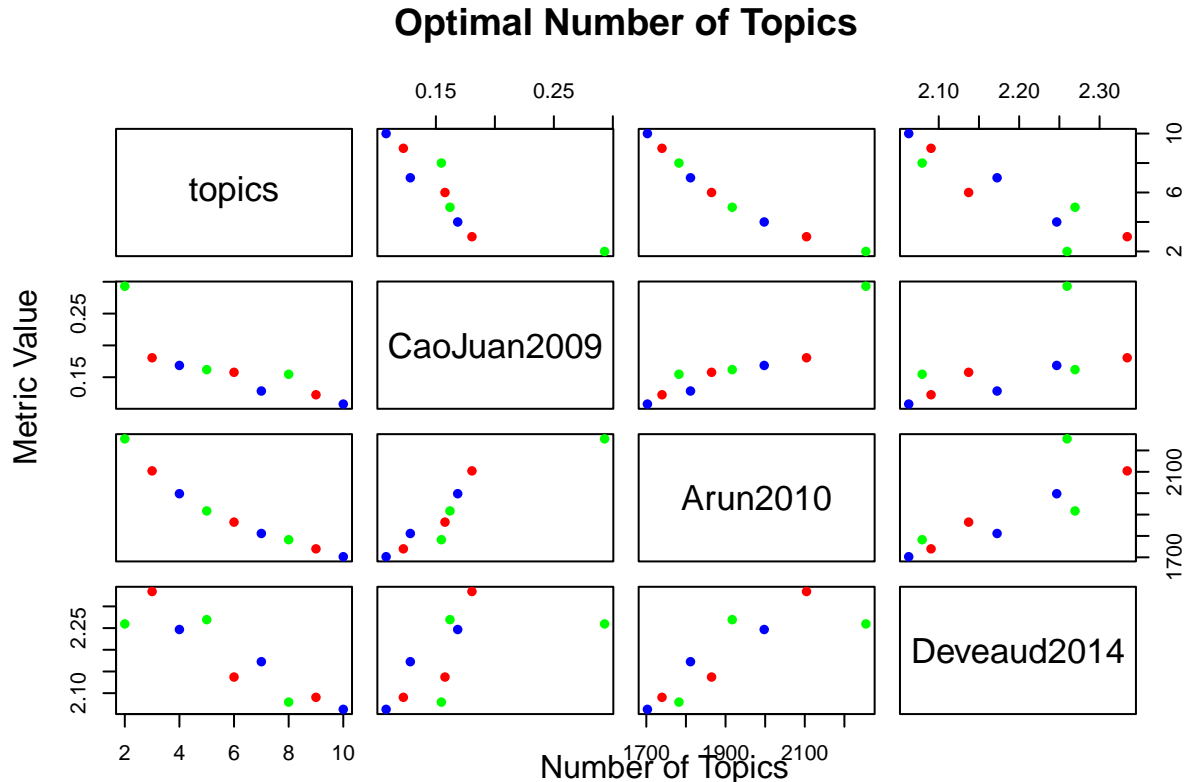 Optimal Number of Topics
0.15 0.25
2.10 2.20 2.30
topics
2 6 10
Metric Value
0.15 0.25
CaoJuan2009
Arun2010
1700 2100
2.10 2.25
Deveaud2014
2 4 6 8 10
1700 1900 2100
Number of Topics